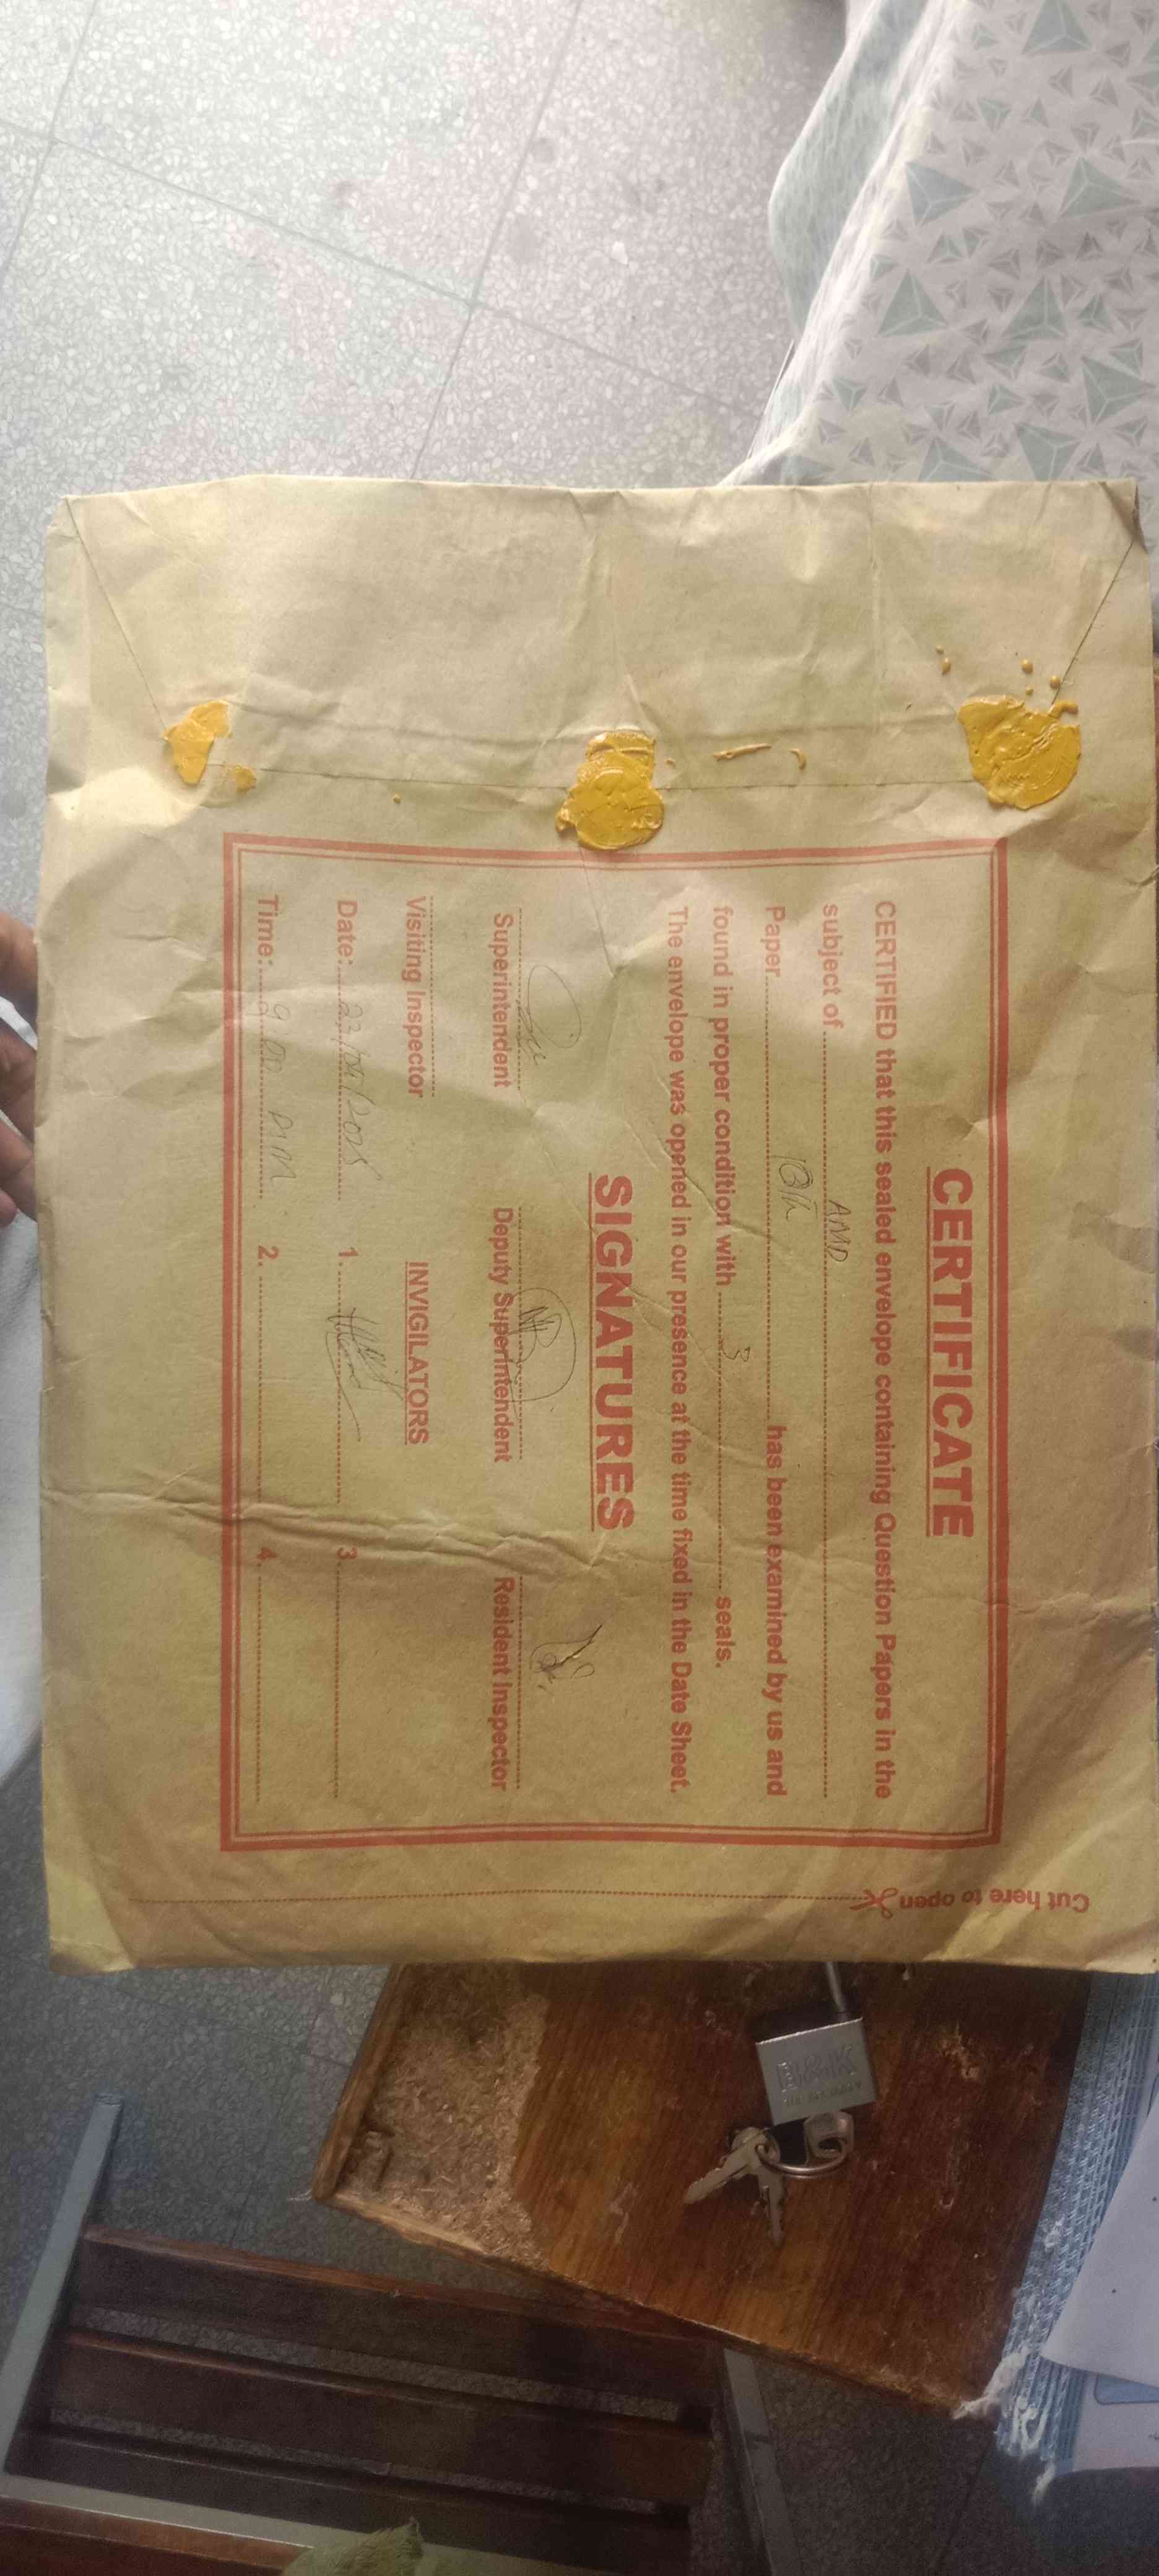 CERTIFICATE
CERTIFIED that this sealed envelope containing Question Papers in the
subject of AMD
Paper has been examined by us and
found in proper condition with 3 seals.
The envelope was opened in our presence at the time fixed in the Date Sheet.
SIGNATURES
Superintendent Deputy Superintendent Resident Inspector
Visiting Inspector INVIGILATORS
Date: 1. 3.
Time: 9:00 2. 4.
Cut here to open